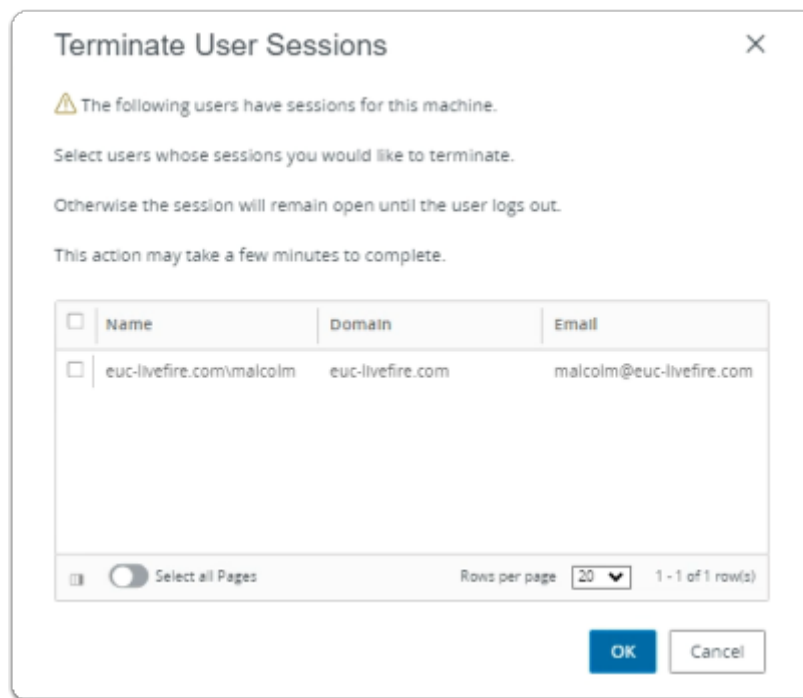 Terminate User Sessions
The following users have sessions for this machine.
Select users whose sessions you would like to terminate.
Otherwise the session will remain open until the user logs out.
This action may take a few minutes to complete.
Name Domain Email
euc-livefire.com\malcolm euc-livefire.com malcolm@euc-livefire.com
Select all Pages Rows per page 20 1 - 1 of 1 row(s)
OK Cancel